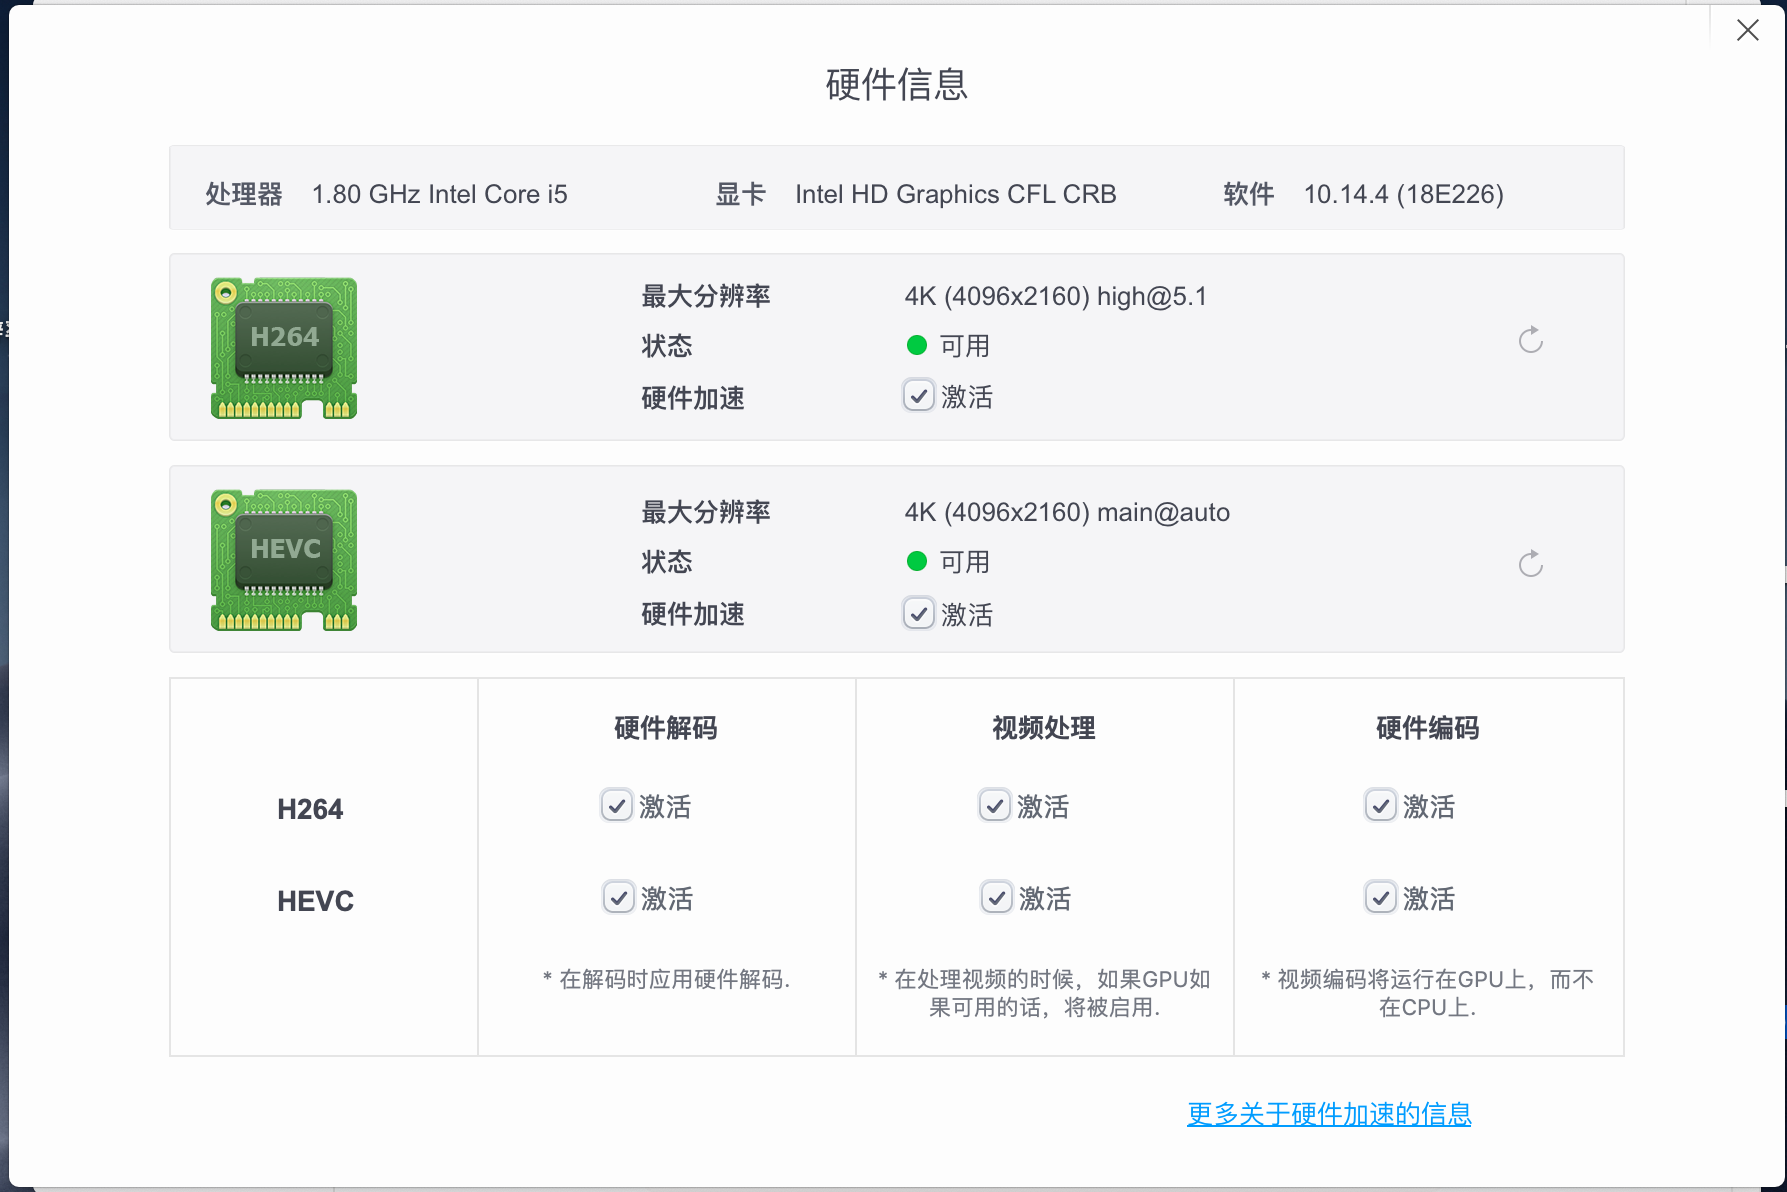 硬件信息
处理器 1.80 GHz Intel Core i5 显卡 Intel HD Graphics CFL CRB 软件 10.14.4 (18E226)
H264
最大分辨率 4K (4096x2160) high@5.1
状态 可用
硬件加速 激活
HEVC
最大分辨率 4K (4096x2160) main@auto
状态 可用
硬件加速 激活
硬件解码 视频处理 硬件编码
H264 激活 激活 激活
HEVC 激活 激活 激活
* 在解码时应用硬件解码.
* 在处理视频的时候，如果GPU如
果可用的话，将被启用.
* 视频编码将运行在GPU上，而不
在CPU上.
更多关于硬件加速的信息